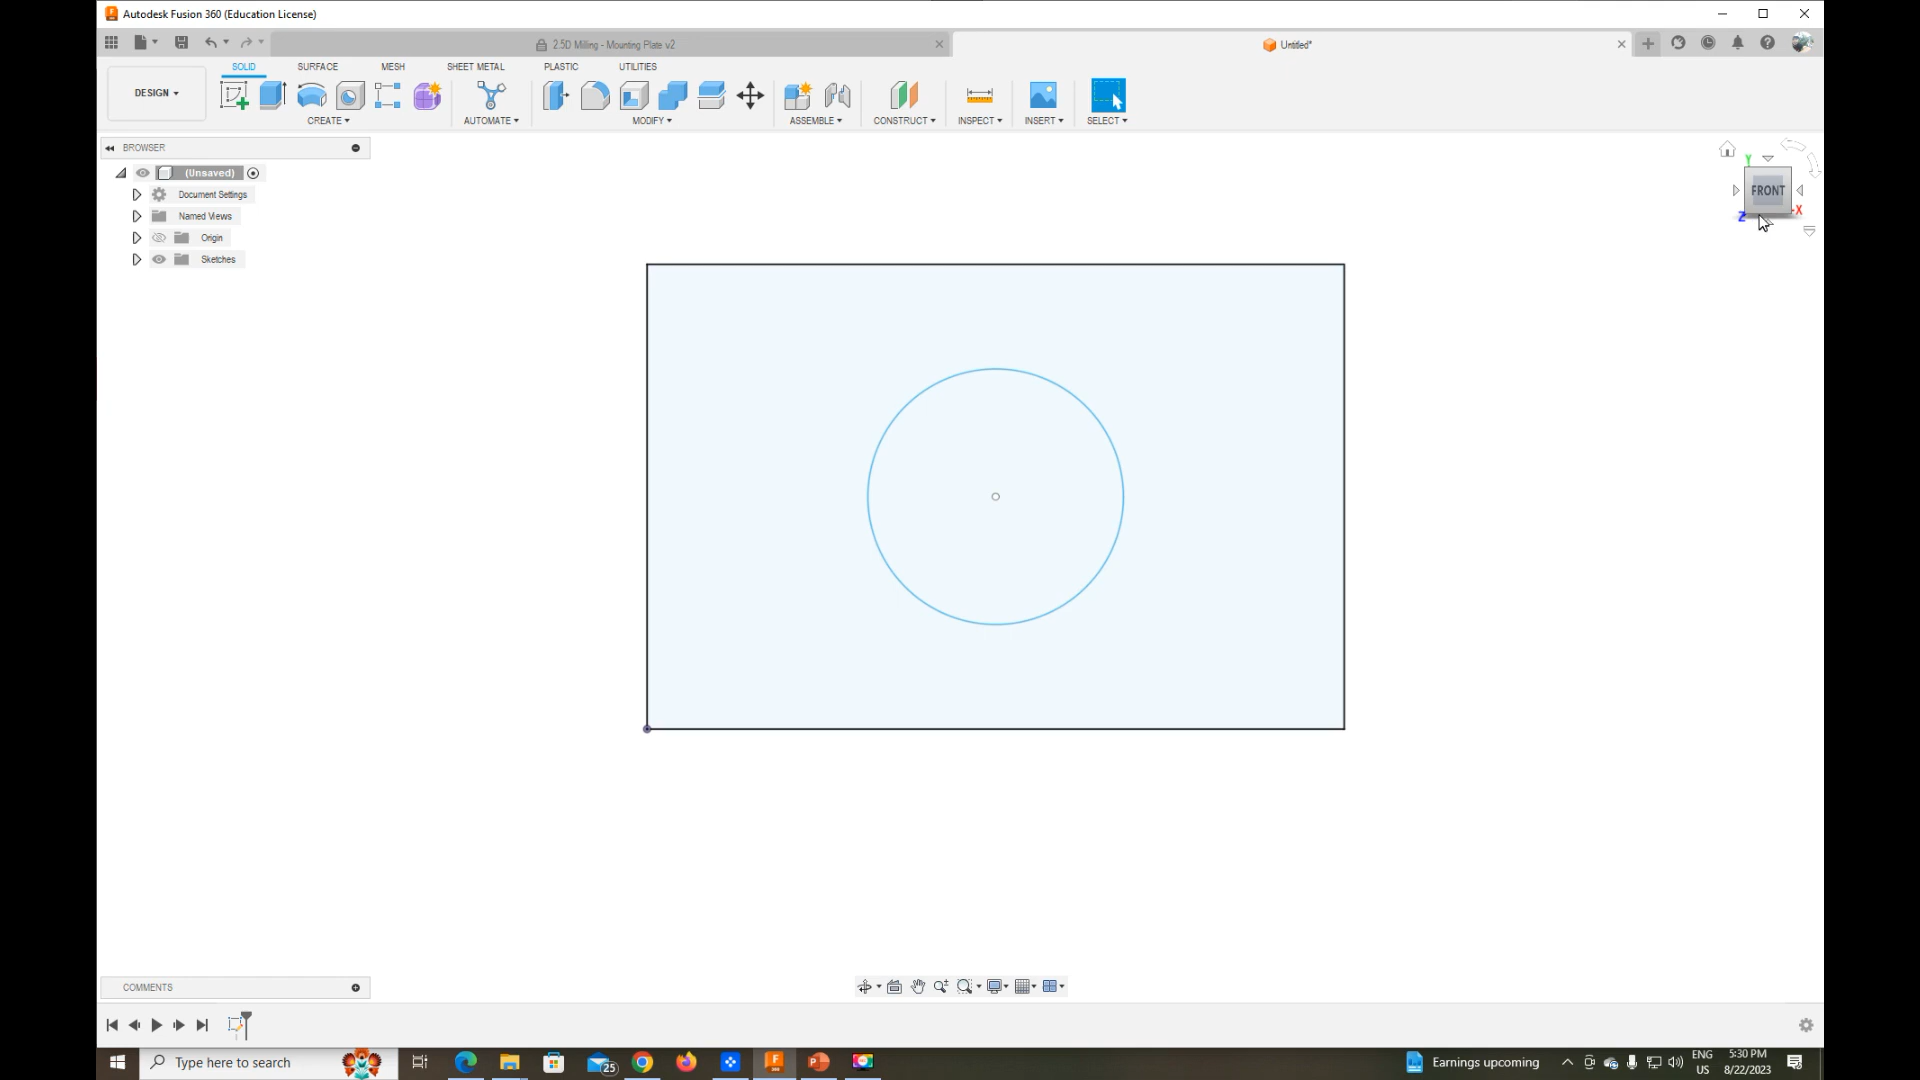 Autodesk Fusion 360 (Education License)
2.5D Milling - Mounting Plate v2
Untitled*
SOLID SURFACE MESH SHEET METAL PLASTIC UTILITIES
DESIGN
CREATE AUTOMATE MODIFY ASSEMBLE CONSTRUCT INSPECT INSERT SELECT
BROWSER
(Unsaved)
Document Settings
Named Views
Origin
Sketches
Y
FRONT
Z
X
COMMENTS
Type here to search
25
Earnings upcoming
ENG
US
5:30 PM
8/22/2023